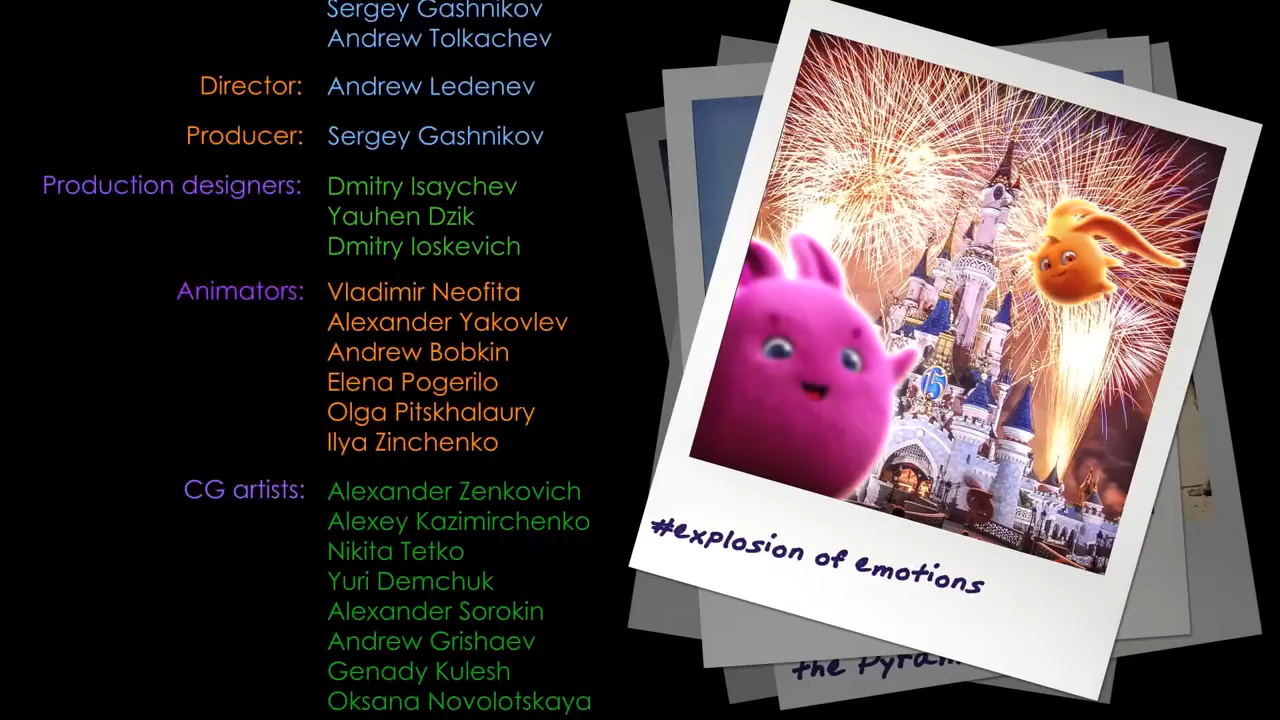 Sergey Gashnikov
Andrew Tolkachev
Director: Andrew Ledenev
Producer: Sergey Gashnikov
Production designers: Dmitry Isaychev
Yauhen Dzik
Dmitry Ioskevich
Animators: Vladimir Neofita
Alexander Yakovlev
Andrew Bobkin
Elena Pogerilo
Olga Pitskhalaury
Ilya Zinchenko
CG artists: Alexander Zenkovich
Alexey Kazimirchenko
Nikita Tetko
Yuri Demchuk
Alexander Sorokin
Andrew Grishaev
Genady Kulesh
Oksana Novolotskaya
15
#explosion of emotions
the